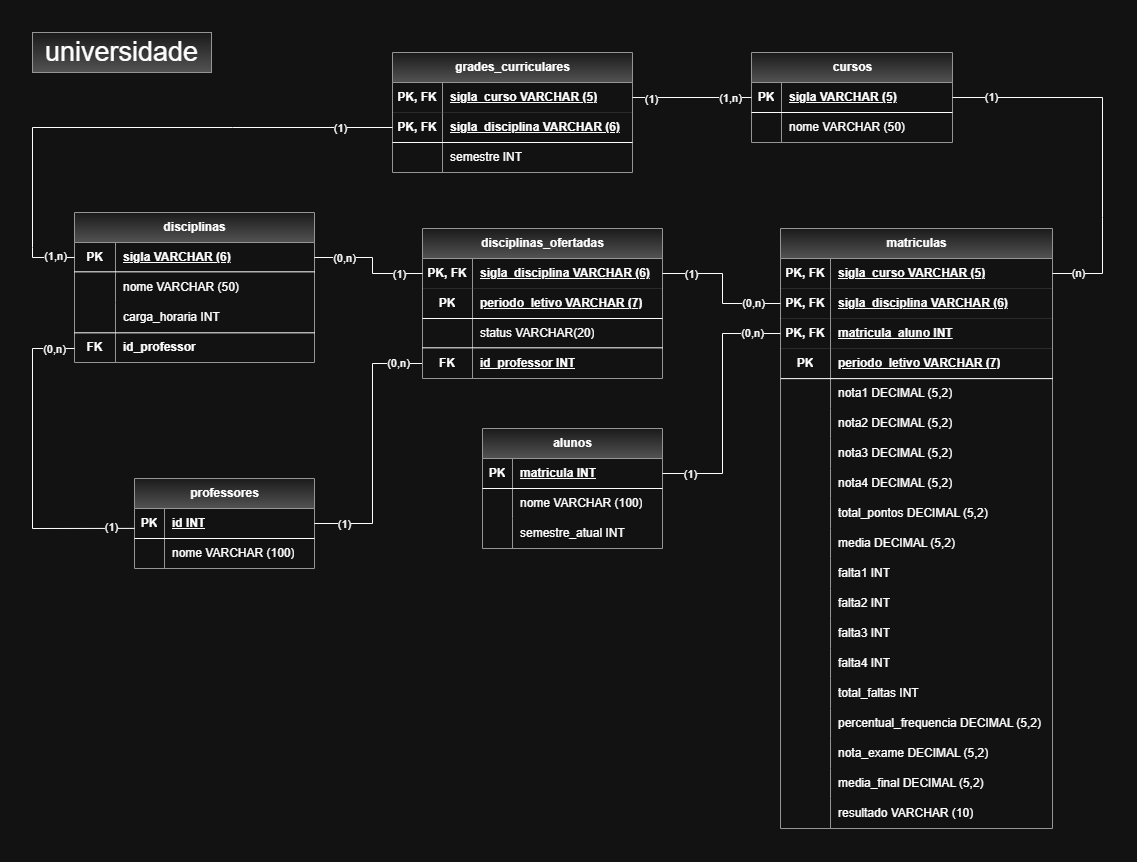 universidade
grades_curriculares
PK, FK sigla_curso VARCHAR (5)
PK, FK sigla_disciplina VARCHAR (6)
semestre INT
(1)
(1,n)
cursos
PK sigla VARCHAR (5)
nome VARCHAR (50)
(1)
(1)
(1,n)
disciplinas
PK sigla VARCHAR (6)
nome VARCHAR (50)
carga_horaria INT
FK id_professor
(0,n)
(0,n)
(1)
disciplinas_ofertadas
PK, FK sigla_disciplina VARCHAR (6)
PK periodo_letivo VARCHAR (7)
status VARCHAR(20)
FK id_professor INT
(0,n)
(1)
(0,n)
(0,n)
(n)
matriculas
PK, FK sigla_curso VARCHAR (5)
PK, FK sigla_disciplina VARCHAR (6)
PK, FK matricula_aluno INT
PK periodo_letivo VARCHAR (7)
nota1 DECIMAL (5,2)
nota2 DECIMAL (5,2)
nota3 DECIMAL (5,2)
nota4 DECIMAL (5,2)
total_pontos DECIMAL (5,2)
media DECIMAL (5,2)
falta1 INT
falta2 INT
falta3 INT
falta4 INT
total_faltas INT
percentual_frequencia DECIMAL (5,2)
nota_exame DECIMAL (5,2)
media_final DECIMAL (5,2)
resultado VARCHAR (10)
alunos
PK matricula INT
nome VARCHAR (100)
semestre_atual INT
(1)
professores
PK id INT
nome VARCHAR (100)
(1)
(1)